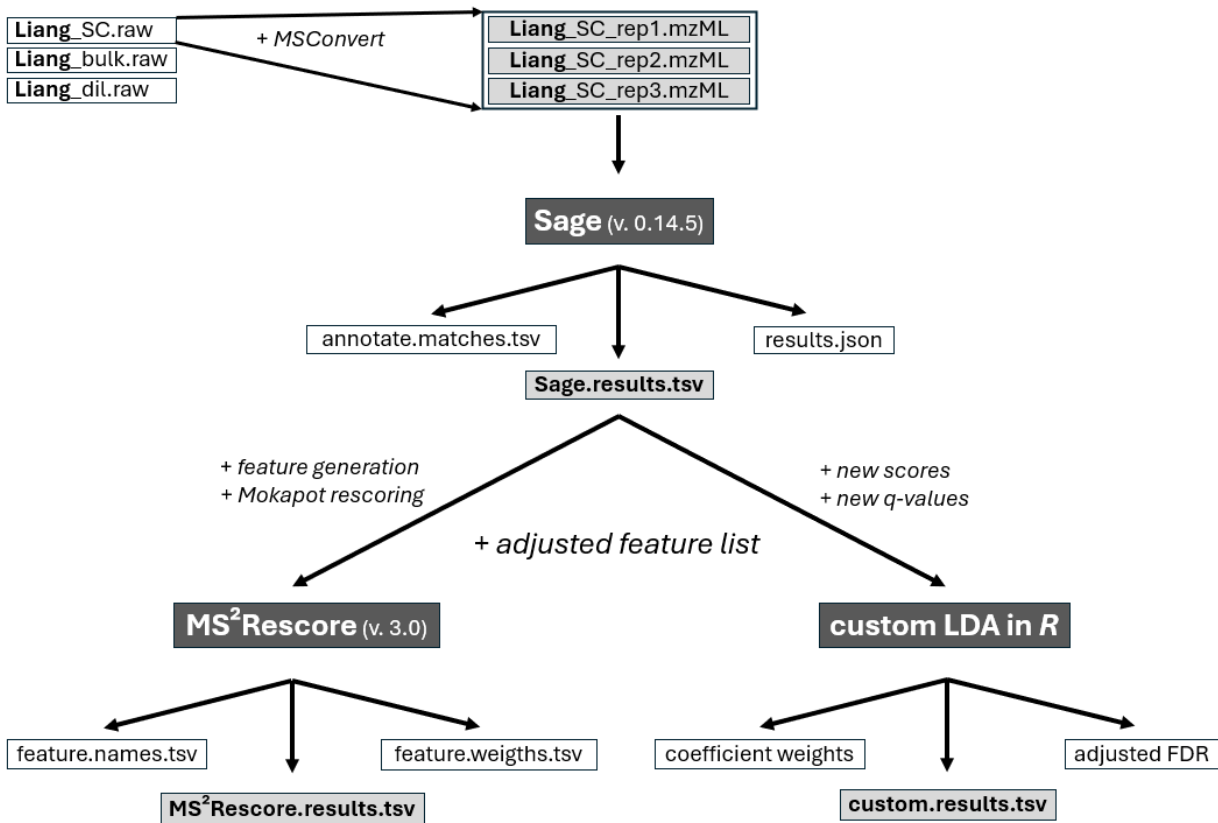 Liang_SC.raw
Liang_bulk.raw
Liang_dil.raw
+ MSConvert
Liang_SC_rep1.mzML
Liang_SC_rep2.mzML
Liang_SC_rep3.mzML
Sage (v. 0.14.5)
annotate.matches.tsv
results.json
Sage.results.tsv
+ feature generation
+ Mokapot rescoring
+ new scores
+ new q-values
+ adjusted feature list
MS²Rescore (v. 3.0)
custom LDA in R
feature.names.tsv
feature.weigths.tsv
coefficient weights
adjusted FDR
MS²Rescore.results.tsv
custom.results.tsv